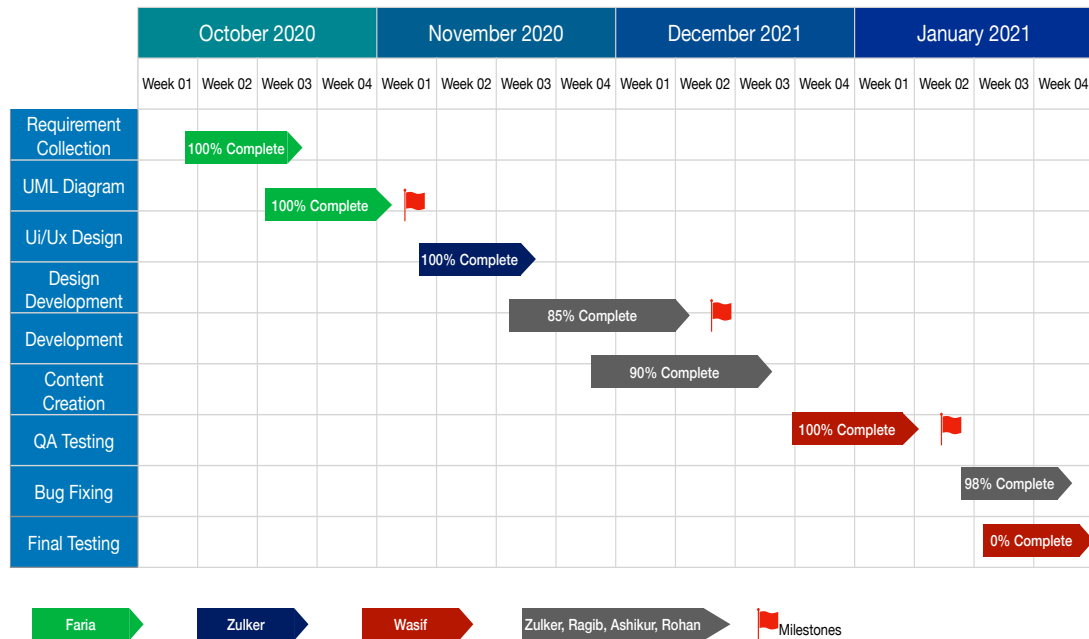 October 2020 November 2020 December 2021 January 2021
Week 01 Week 02 Week 03 Week 04 Week 01 Week 02 Week 03 Week 04 Week 01 Week 02 Week 03 Week 04 Week 01 Week 02 Week 03 Week 04
Requirement
Collection
100% Complete
UML Diagram
100% Complete
Ui/Ux Design
100% Complete
Design
Development
85% Complete
Development
90% Complete
Content
Creation
100% Complete
QA Testing
98% Complete
Bug Fixing
0% Complete
Final Testing
Faria Zulker Wasif Zulker, Ragib, Ashikur, Rohan Milestones